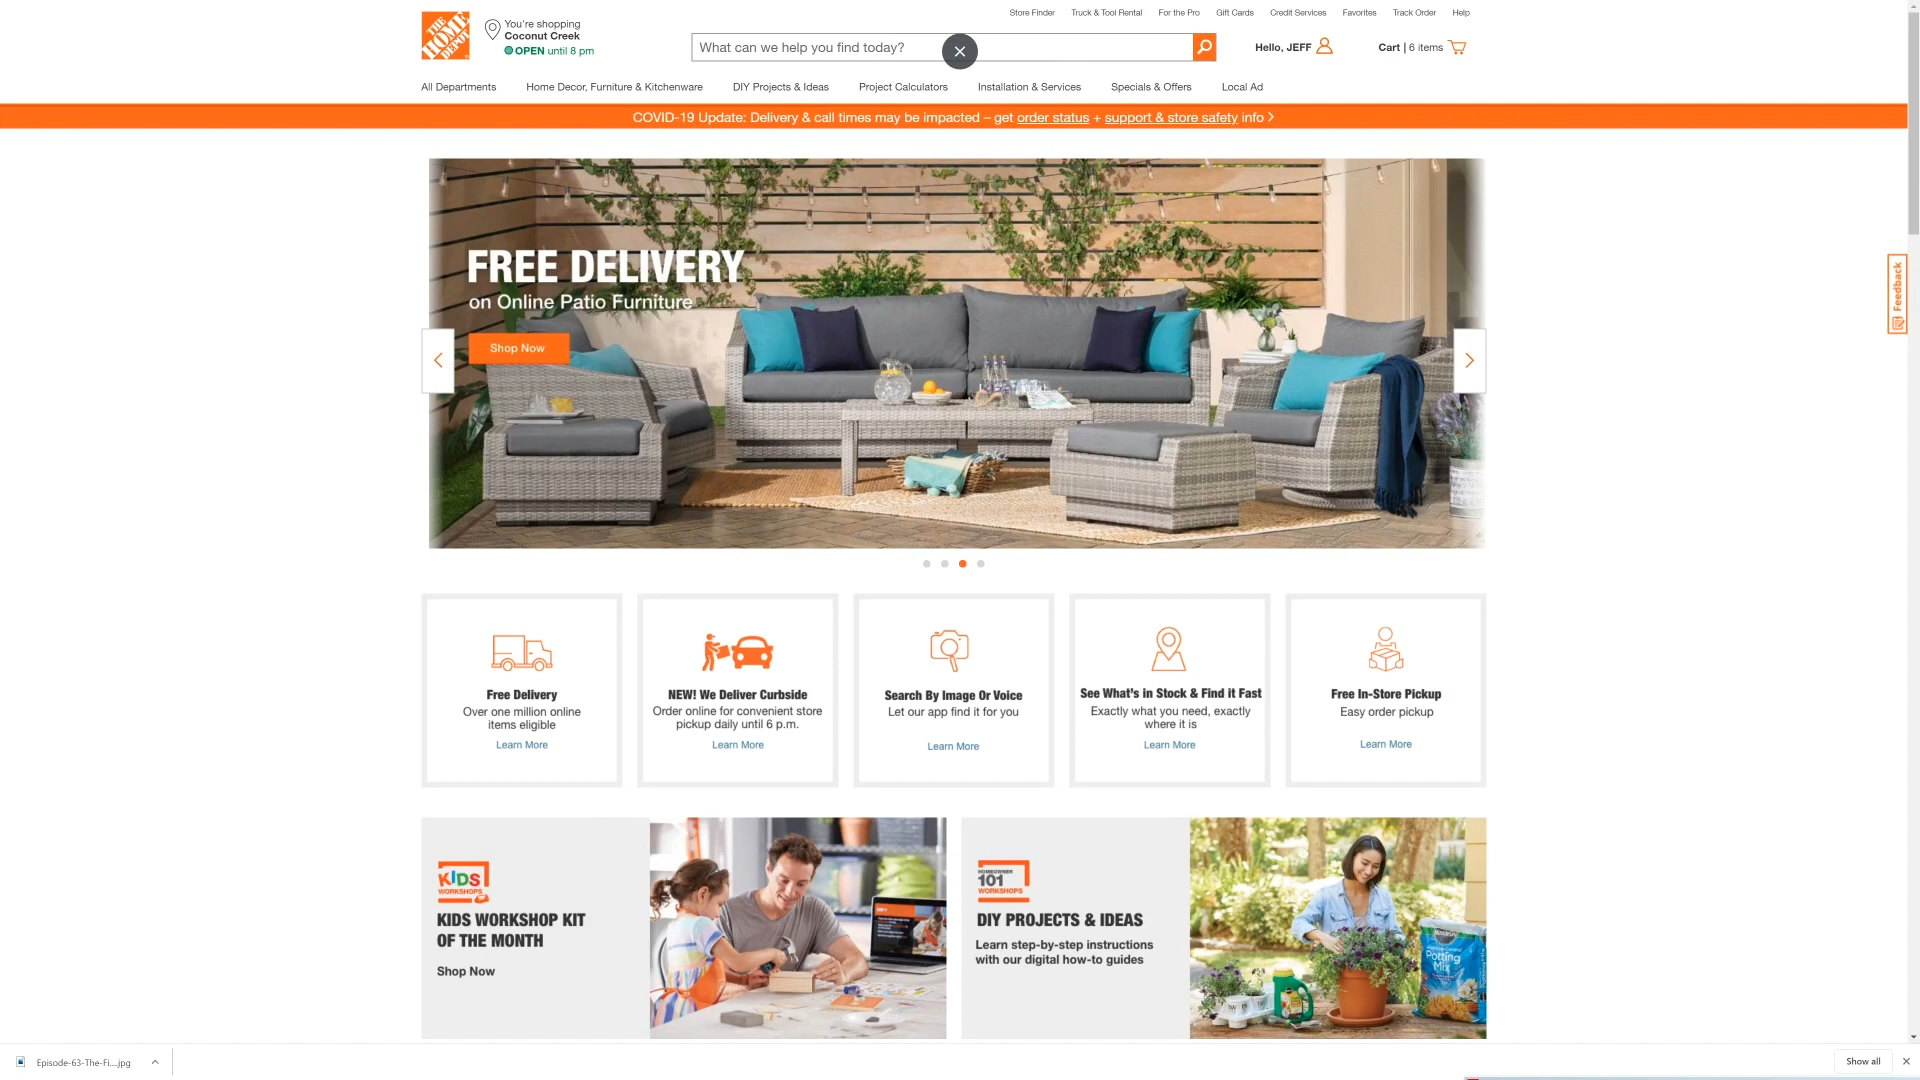 Store Finder Truck & Tool Rental For the Pro Gift Cards Credit Services Favorites Track Order Help
THE HOME DEPOT
You're shopping
Coconut Creek
OPEN until 8 pm
What can we help you find today?
Hello, JEFF
Cart | 6 items
All Departments Home Decor, Furniture & Kitchenware DIY Projects & Ideas Project Calculators Installation & Services Specials & Offers Local Ad
COVID-19 Update: Delivery & call times may be impacted – get order status + support & store safety info >
FREE DELIVERY
on Online Patio Furniture
Shop Now
Feedback
Free Delivery
Over one million online
items eligible
Learn More
NEW! We Deliver Curbside
Order online for convenient store
pickup daily until 6 p.m.
Learn More
Search By Image Or Voice
Let our app find it for you
Learn More
See What's in Stock & Find it Fast
Exactly what you need, exactly
where it is
Learn More
Free In-Store Pickup
Easy order pickup
Learn More
KIDS
WORKSHOPS
KIDS WORKSHOP KIT
OF THE MONTH
Shop Now
HOMEOWNER
101
WORKSHOPS
DIY PROJECTS & IDEAS
Learn step-by-step instructions
with our digital how-to guides
Potting
Mix
Episode-63-The-Fi....jpg
Show all